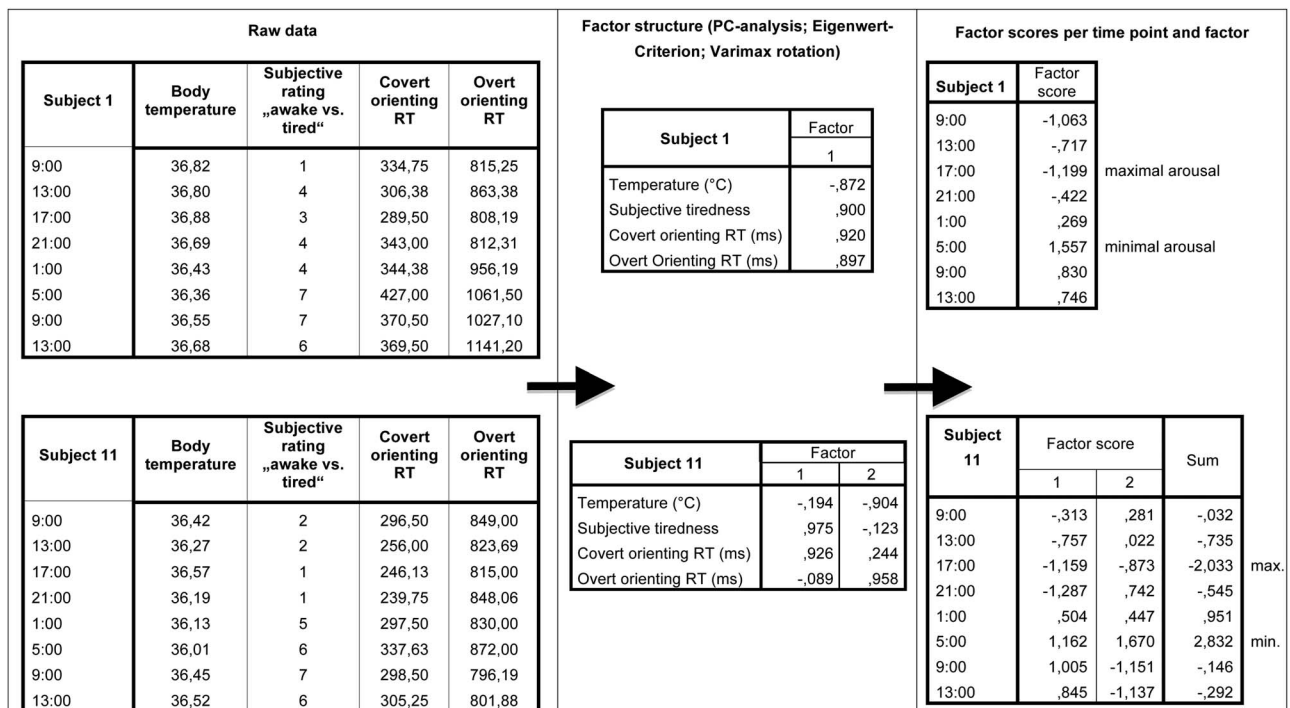 Raw data
Subject 1 Body temperature Subjective rating „awake vs. tired“ Covert orienting RT Overt orienting RT
9:00 36,82 1 334,75 815,25
13:00 36,80 4 306,38 863,38
17:00 36,88 3 289,50 808,19
21:00 36,69 4 343,00 812,31
1:00 36,43 4 344,38 956,19
5:00 36,36 7 427,00 1061,50
9:00 36,55 7 370,50 1027,10
13:00 36,68 6 369,50 1141,20
Subject 11 Body temperature Subjective rating „awake vs. tired“ Covert orienting RT Overt orienting RT
9:00 36,42 2 296,50 849,00
13:00 36,27 2 256,00 823,69
17:00 36,57 1 246,13 815,00
21:00 36,19 1 239,75 848,06
1:00 36,13 5 297,50 830,00
5:00 36,01 6 337,63 872,00
9:00 36,45 7 298,50 796,19
13:00 36,52 6 305,25 801,88
Factor structure (PC-analysis; Eigenwert-
Criterion; Varimax rotation)
Subject 1 Factor
1
Temperature (°C) -,872
Subjective tiredness ,900
Covert orienting RT (ms) ,920
Overt Orienting RT (ms) ,897
Subject 11 Factor
1 2
Temperature (°C) -,194 -,904
Subjective tiredness ,975 -,123
Covert orienting RT (ms) ,926 ,244
Overt orienting RT (ms) -,089 ,958
Factor scores per time point and factor
Subject 1 Factor score
9:00 -1,063
13:00 -,717
17:00 -1,199 maximal arousal
21:00 -,422
1:00 ,269
5:00 1,557 minimal arousal
9:00 ,830
13:00 ,746
Subject 11 Factor score Sum
1 2
9:00 -,313 ,281 -,032
13:00 -,757 ,022 -,735
17:00 -1,159 -,873 -2,033 max.
21:00 -1,287 ,742 -,545
1:00 ,504 ,447 ,951
5:00 1,162 1,670 2,832 min.
9:00 1,005 -1,151 -,146
13:00 ,845 -1,137 -,292